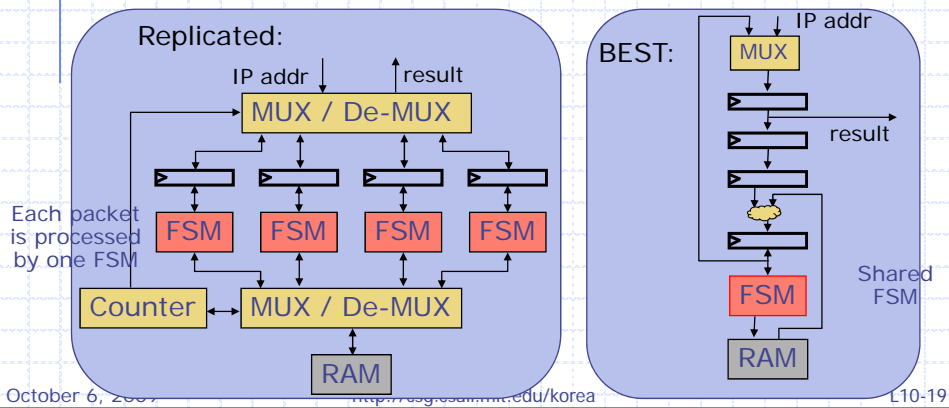 Replicated:
IP addr
result
MUX / De-MUX
FSM
FSM
FSM
FSM
Each packet
is processed
by one FSM
Counter
MUX / De-MUX
RAM
BEST:
IP addr
MUX
result
FSM
Shared
FSM
RAM
October 6,
L10-19